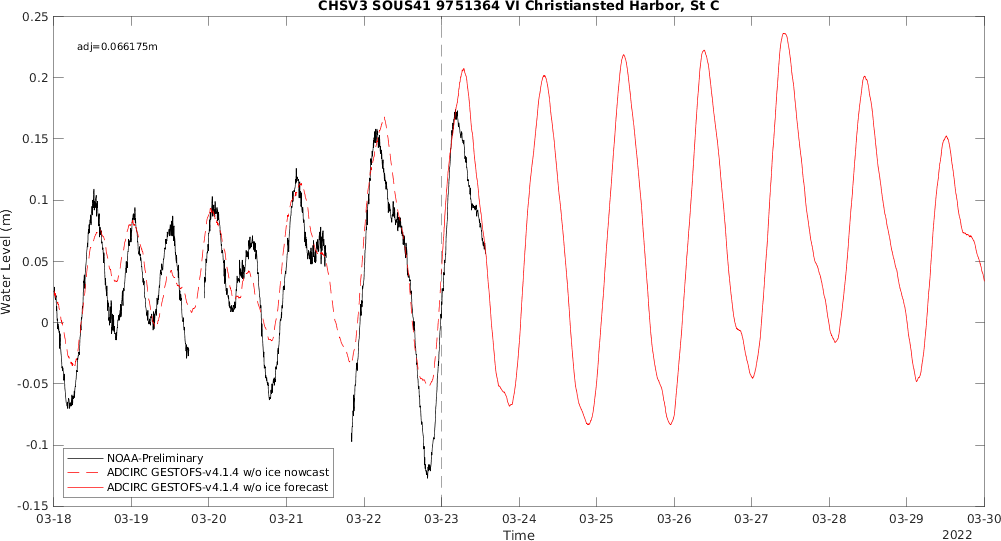 CHSV3 SOUS41 9751364 VI Christiansted Harbor, St C
adj=0.066175m
0.25
0.2
0.15
0.1
0.05
0
-0.05
-0.1
-0.15
Water Level (m)
NOAA-Preliminary
ADCIRC GESTOFS-v4.1.4 w/o ice nowcast
ADCIRC GESTOFS-v4.1.4 w/o ice forecast
03-18 03-19 03-20 03-21 03-22 03-23 03-24 03-25 03-26 03-27 03-28 03-29 03-30
Time
2022